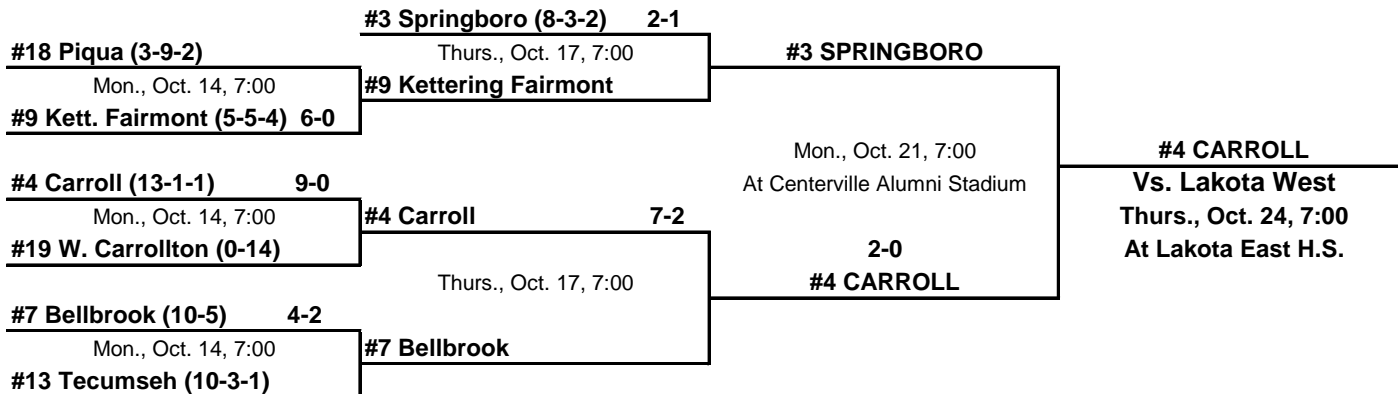 #3 Springboro (8-3-2) 2-1
#18 Piqua (3-9-2)
Thurs., Oct. 17, 7:00
#3 SPRINGBORO
Mon., Oct. 14, 7:00
#9 Kettering Fairmont
#9 Kett. Fairmont (5-5-4) 6-0
Mon., Oct. 21, 7:00
#4 CARROLL
#4 Carroll (13-1-1) 9-0
At Centerville Alumni Stadium
Vs. Lakota West
Mon., Oct. 14, 7:00
#4 Carroll 7-2
Thurs., Oct. 24, 7:00
#19 W. Carrollton (0-14)
2-0
At Lakota East H.S.
Thurs., Oct. 17, 7:00
#4 CARROLL
#7 Bellbrook (10-5) 4-2
Mon., Oct. 14, 7:00
#7 Bellbrook
#13 Tecumseh (10-3-1)